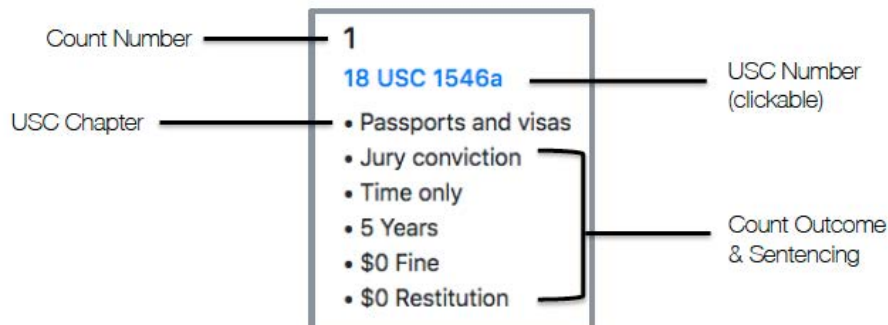 Count Number
1
18 USC 1546a
USC Number
(clickable)
USC Chapter
• Passports and visas
• Jury conviction
• Time only
• 5 Years
• $0 Fine
• $0 Restitution
Count Outcome
& Sentencing